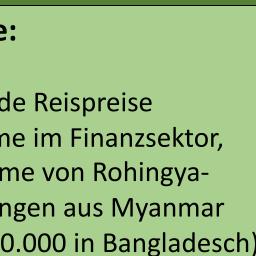 e:
de Reispreise
me im Finanzsektor,
me von Rohingya-
ngen aus Myanmar
0.000 in Bangladesch)